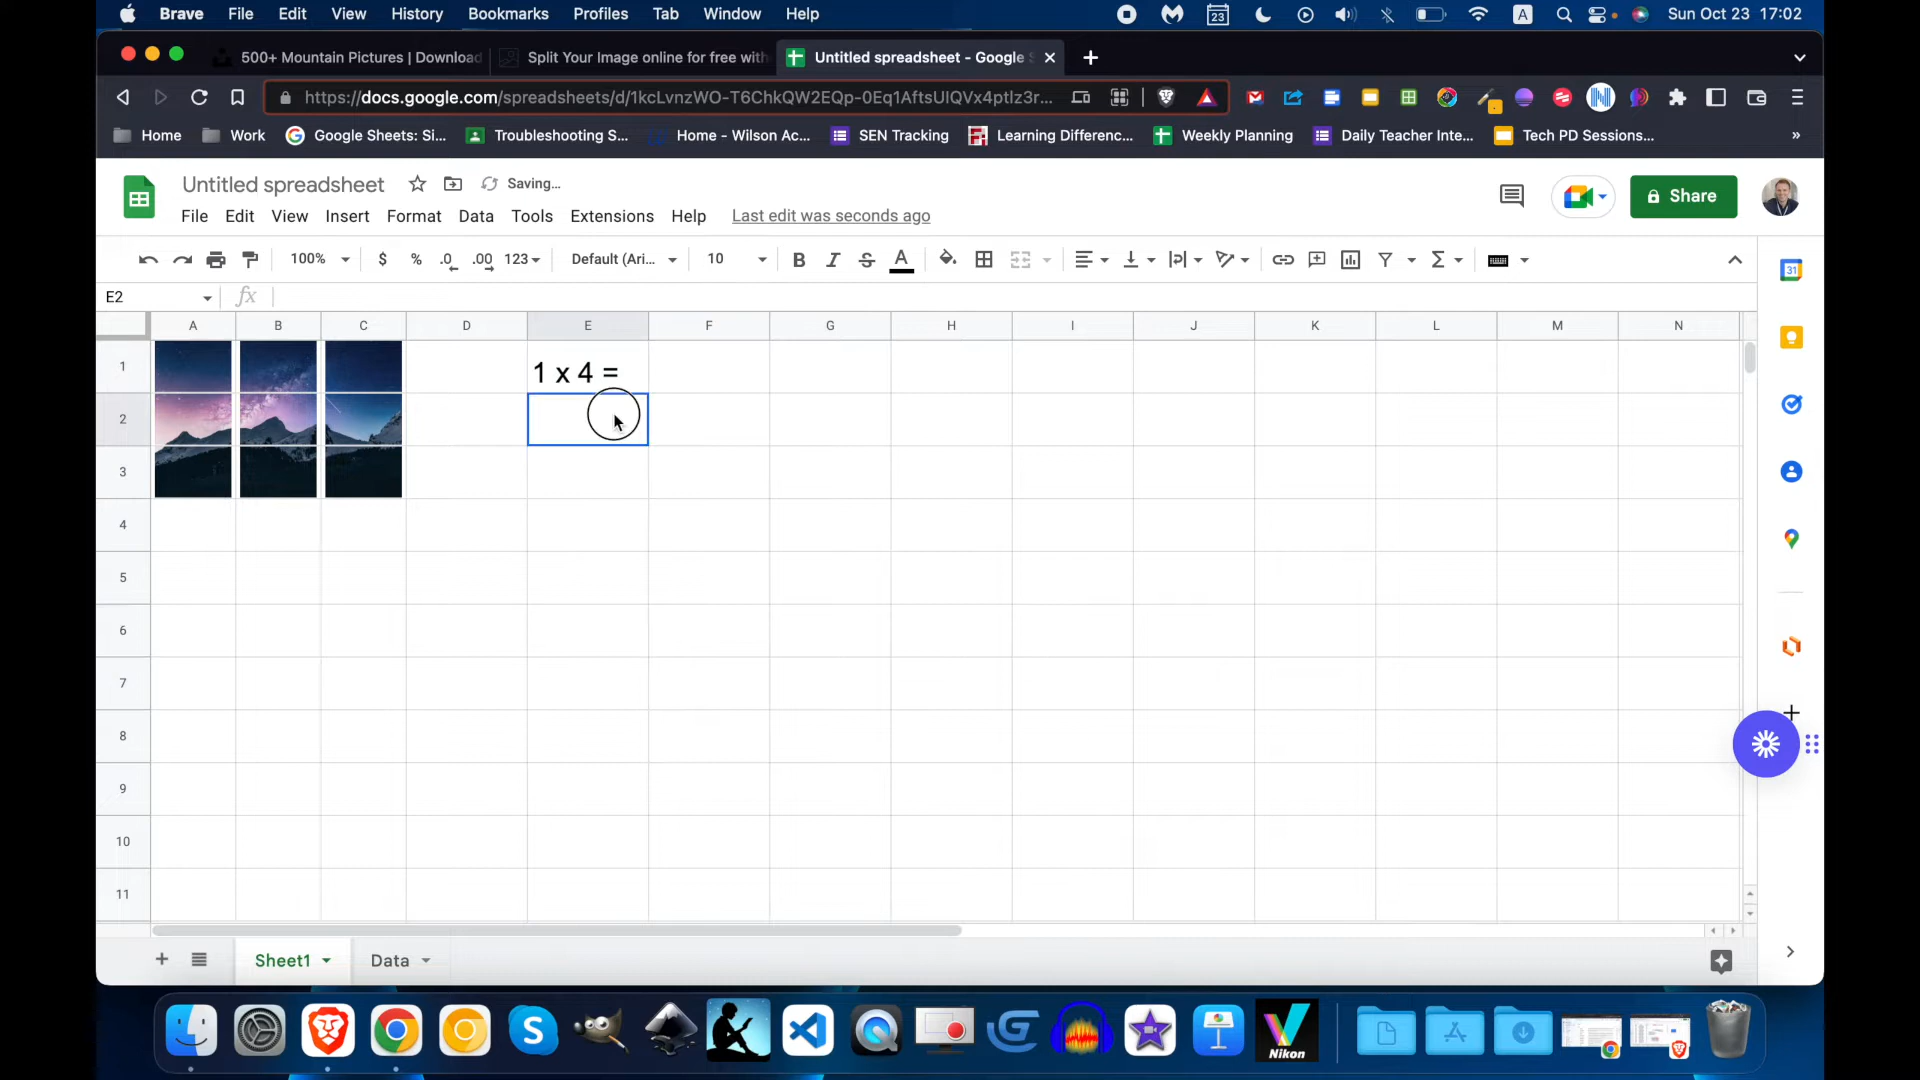 Brave File Edit View History Bookmarks Profiles Tab Window Help 23 A Sun Oct 23 17:02
500+ Mountain Pictures | Download Split Your Image online for free with Untitled spreadsheet - Google S
https://docs.google.com/spreadsheets/d/1kcLvnzWO-T6ChkQW2EQp-0Eq1AftsUlQVx4ptIz3r...
Home Work Google Sheets: Si... Troubleshooting S... Home - Wilson Ac... SEN Tracking Learning Differenc... Weekly Planning Daily Teacher Inte... Tech PD Sessions... »
Untitled spreadsheet Saving... Share
File Edit View Insert Format Data Tools Extensions Help Last edit was seconds ago
100% $ % .0 .00 123 Default (Ari... 10 B I S A Σ
E2 fx
A B C D E F G H I J K L M N
1 1 x 4 =
2
3
4
5
6
7
8
9
10
11
31
+ Sheet1 Data
S Nikon